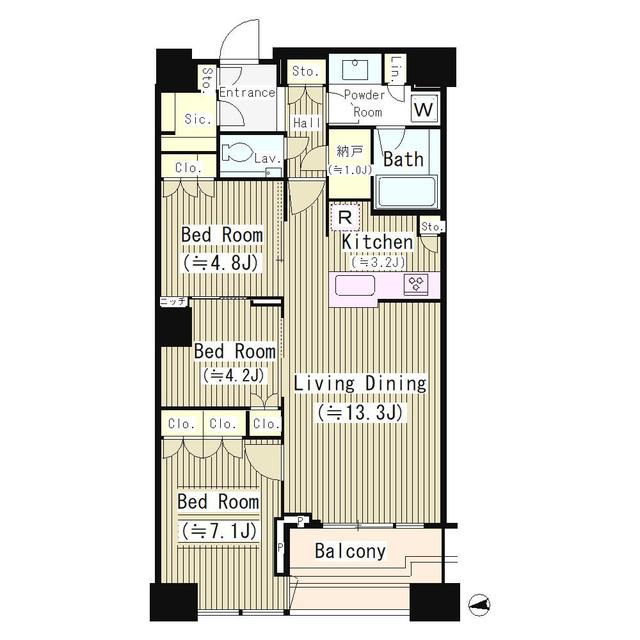 Sto.
Entrance
Sic.
Sto.
Hall
Powder
Room
Lin.
W
Lav.
納戸
(≒1.0J)
Bath
Clo.
Bed Room
(≒4.8J)
R
Sto.
Kitchen
(≒3.2J)
ニッチ
Bed Room
(≒4.2J)
Living Dining
(≒13.3J)
Clo.
Clo.
Clo.
Bed Room
(≒7.1J)
P
P
Balcony